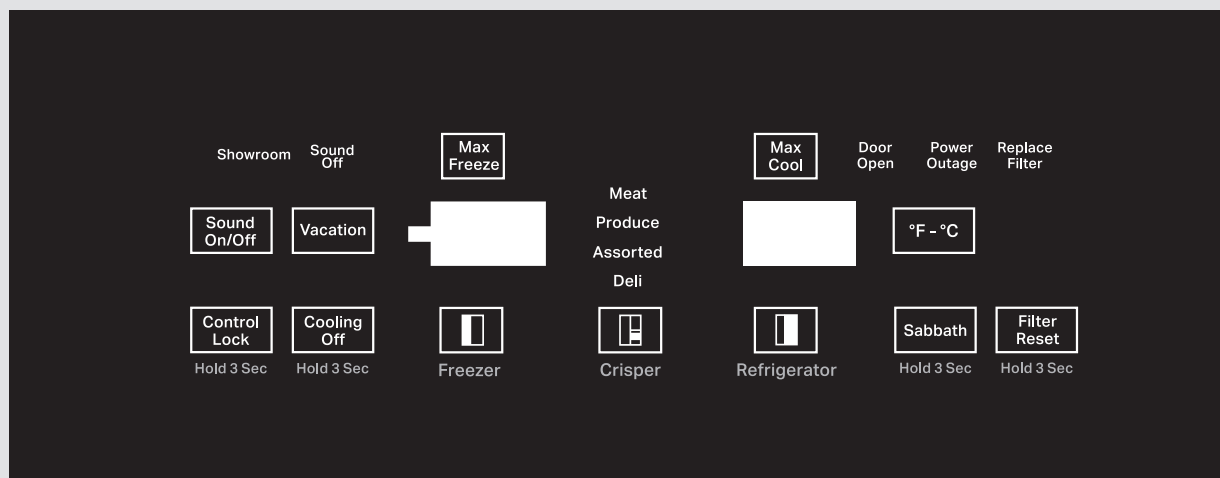 Showroom
Sound
Off
Max
Freeze
Max
Cool
Door
Open
Power
Outage
Replace
Filter
Meat
Produce
Assorted
Deli
Sound
On/Off
Vacation
°F - °C
Control
Lock
Hold 3 Sec
Cooling
Off
Hold 3 Sec
Freezer
Crisper
Refrigerator
Sabbath
Hold 3 Sec
Filter
Reset
Hold 3 Sec